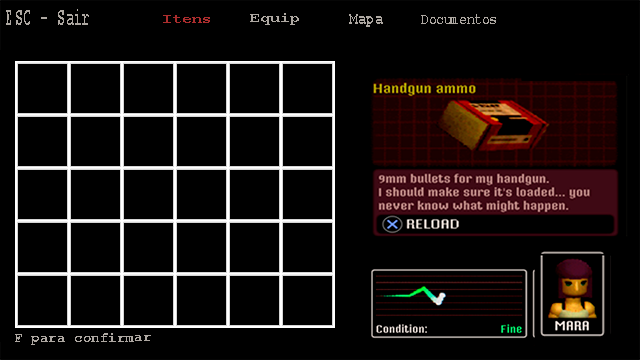 ESC - Sair
Itens
Equip
Mapa
Documentos
Handgun ammo
9mm bullets for my handgun.
I should make sure it's loaded... you
never know what might happen.
RELOAD
Condition:
Fine
MARA
F para confirmar